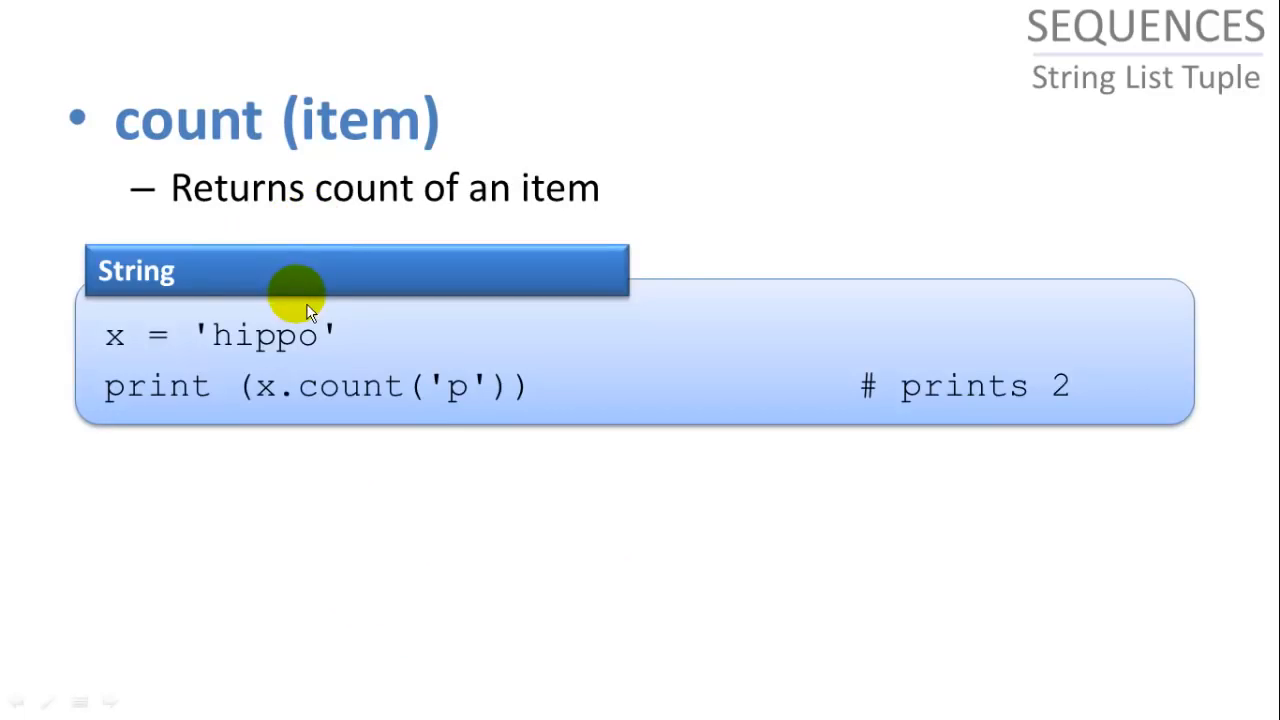 SEQUENCES
String List Tuple
• count (item)
– Returns count of an item
String
x = 'hippo'
print (x.count('p')) # prints 2